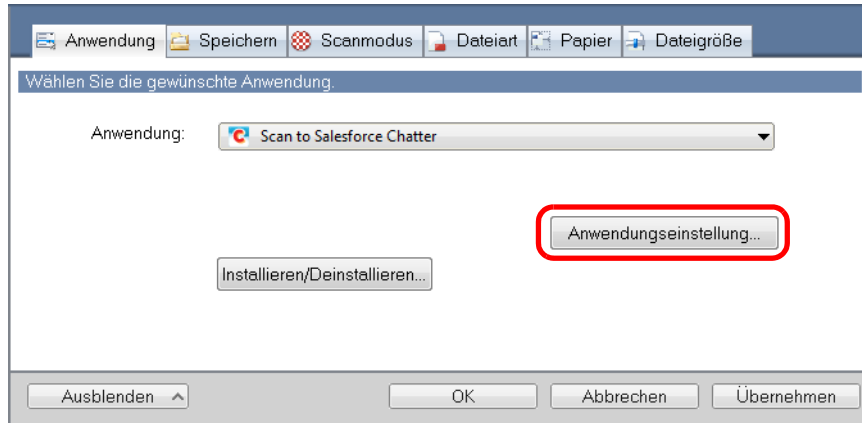 Anwendung Speichern Scanmodus Dateiart Papier Dateigröße
Wählen Sie die gewünschte Anwendung.
Anwendung: Scan to Salesforce Chatter
Anwendungseinstellung...
Installieren/Deinstallieren...
Ausblenden OK Abbrechen Übernehmen